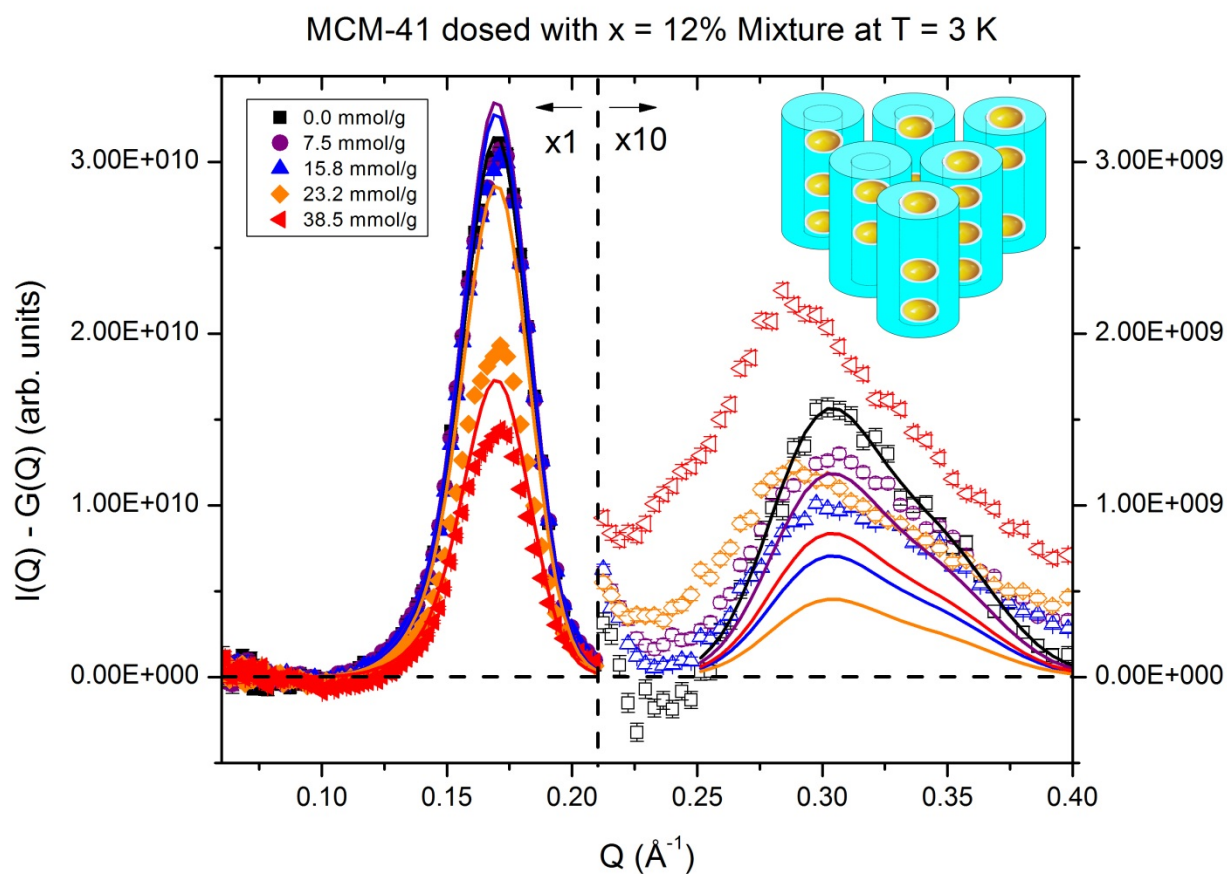 MCM-41 dosed with x = 12% Mixture at T = 3 K
0.0 mmol/g
7.5 mmol/g
15.8 mmol/g
23.2 mmol/g
38.5 mmol/g
x1
x10
3.00E+010
2.00E+010
1.00E+010
0.00E+000
3.00E+009
2.00E+009
1.00E+009
0.00E+000
I(Q) - G(Q) (arb. units)
0.10 0.15 0.20 0.25 0.30 0.35 0.40
Q (Å⁻¹)